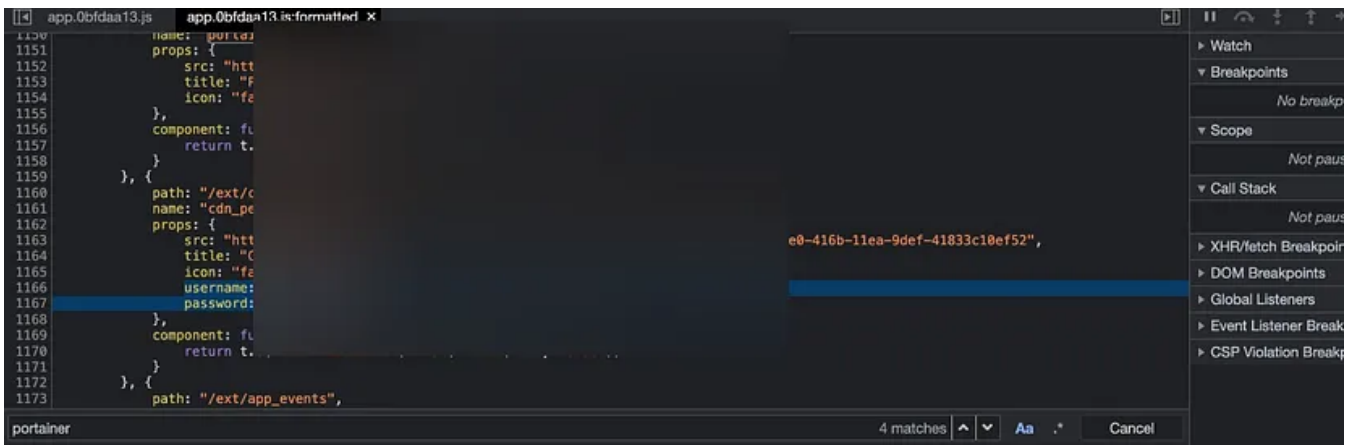 app.0bfdaa13.js
app.0bfdaa13.js:formatted ×
1150 name: "portai
1151 props: {
1152 src: "htt
1153 title: "P
1154 icon: "fa
1155 },
1156 component: fu
1157 return t.
1158 }
1159 }, {
1160 path: "/ext/c
1161 name: "cdn_pe
1162 props: {
1163 src: "htt e0-416b-11ea-9def-41833c10ef52",
1164 title: "C
1165 icon: "fa
1166 username:
1167 password:
1168 },
1169 component: fu
1170 return t.
1171 }
1172 }, {
1173 path: "/ext/app_events",
portainer
4 matches
Aa .*
Cancel
Watch
Breakpoints
No breakp
Scope
Not paus
Call Stack
Not paus
XHR/fetch Breakpoin
DOM Breakpoints
Global Listeners
Event Listener Break
CSP Violation Breakp